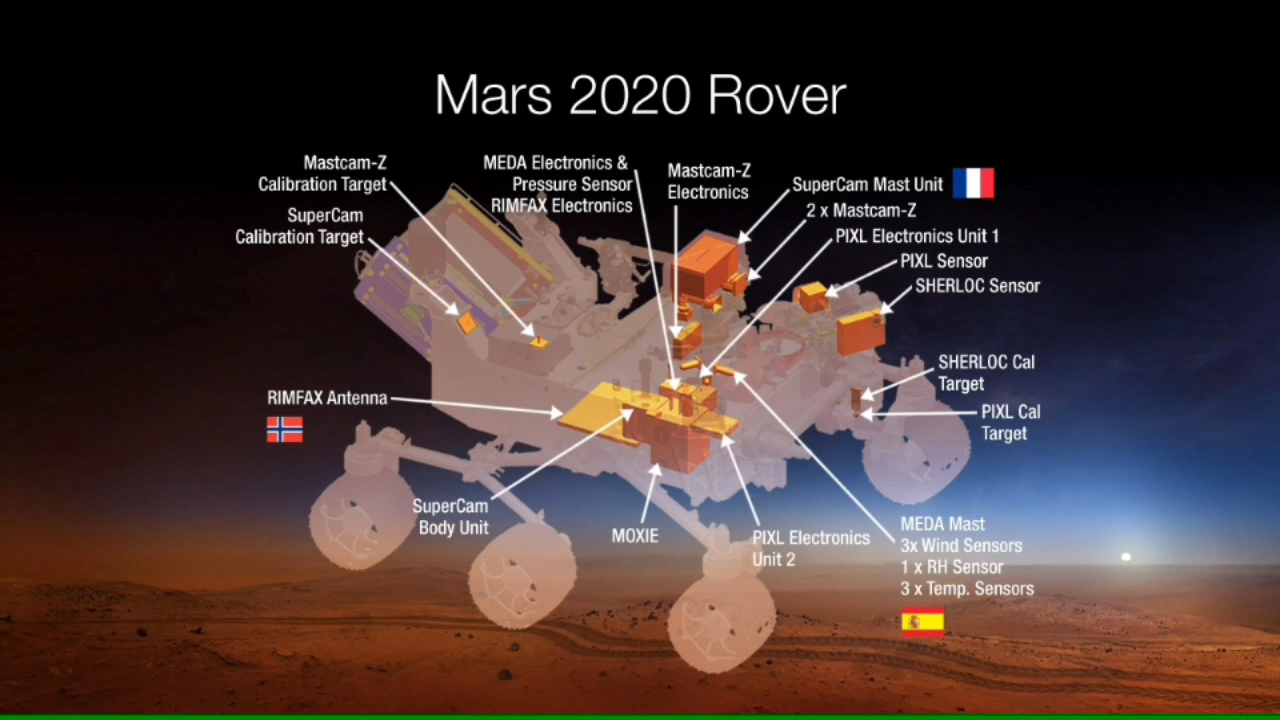 Mars 2020 Rover
Mastcam-Z
Calibration Target
SuperCam
Calibration Target
MEDA Electronics &
Pressure Sensor
RIMFAX Electronics
Mastcam-Z
Electronics
SuperCam Mast Unit
2 x Mastcam-Z
PIXL Electronics Unit 1
PIXL Sensor
SHERLOC Sensor
SHERLOC Cal
Target
PIXL Cal
Target
RIMFAX Antenna
SuperCam
Body Unit
MOXIE
PIXL Electronics
Unit 2
MEDA Mast
3x Wind Sensors
1 x RH Sensor
3 x Temp. Sensors